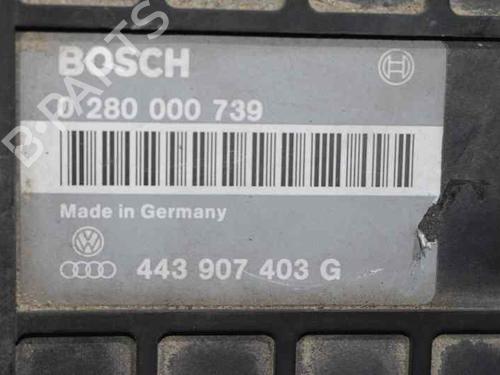 BOSCH
0 280 000 739
Made in Germany
443 907 403 G
B-PARTS